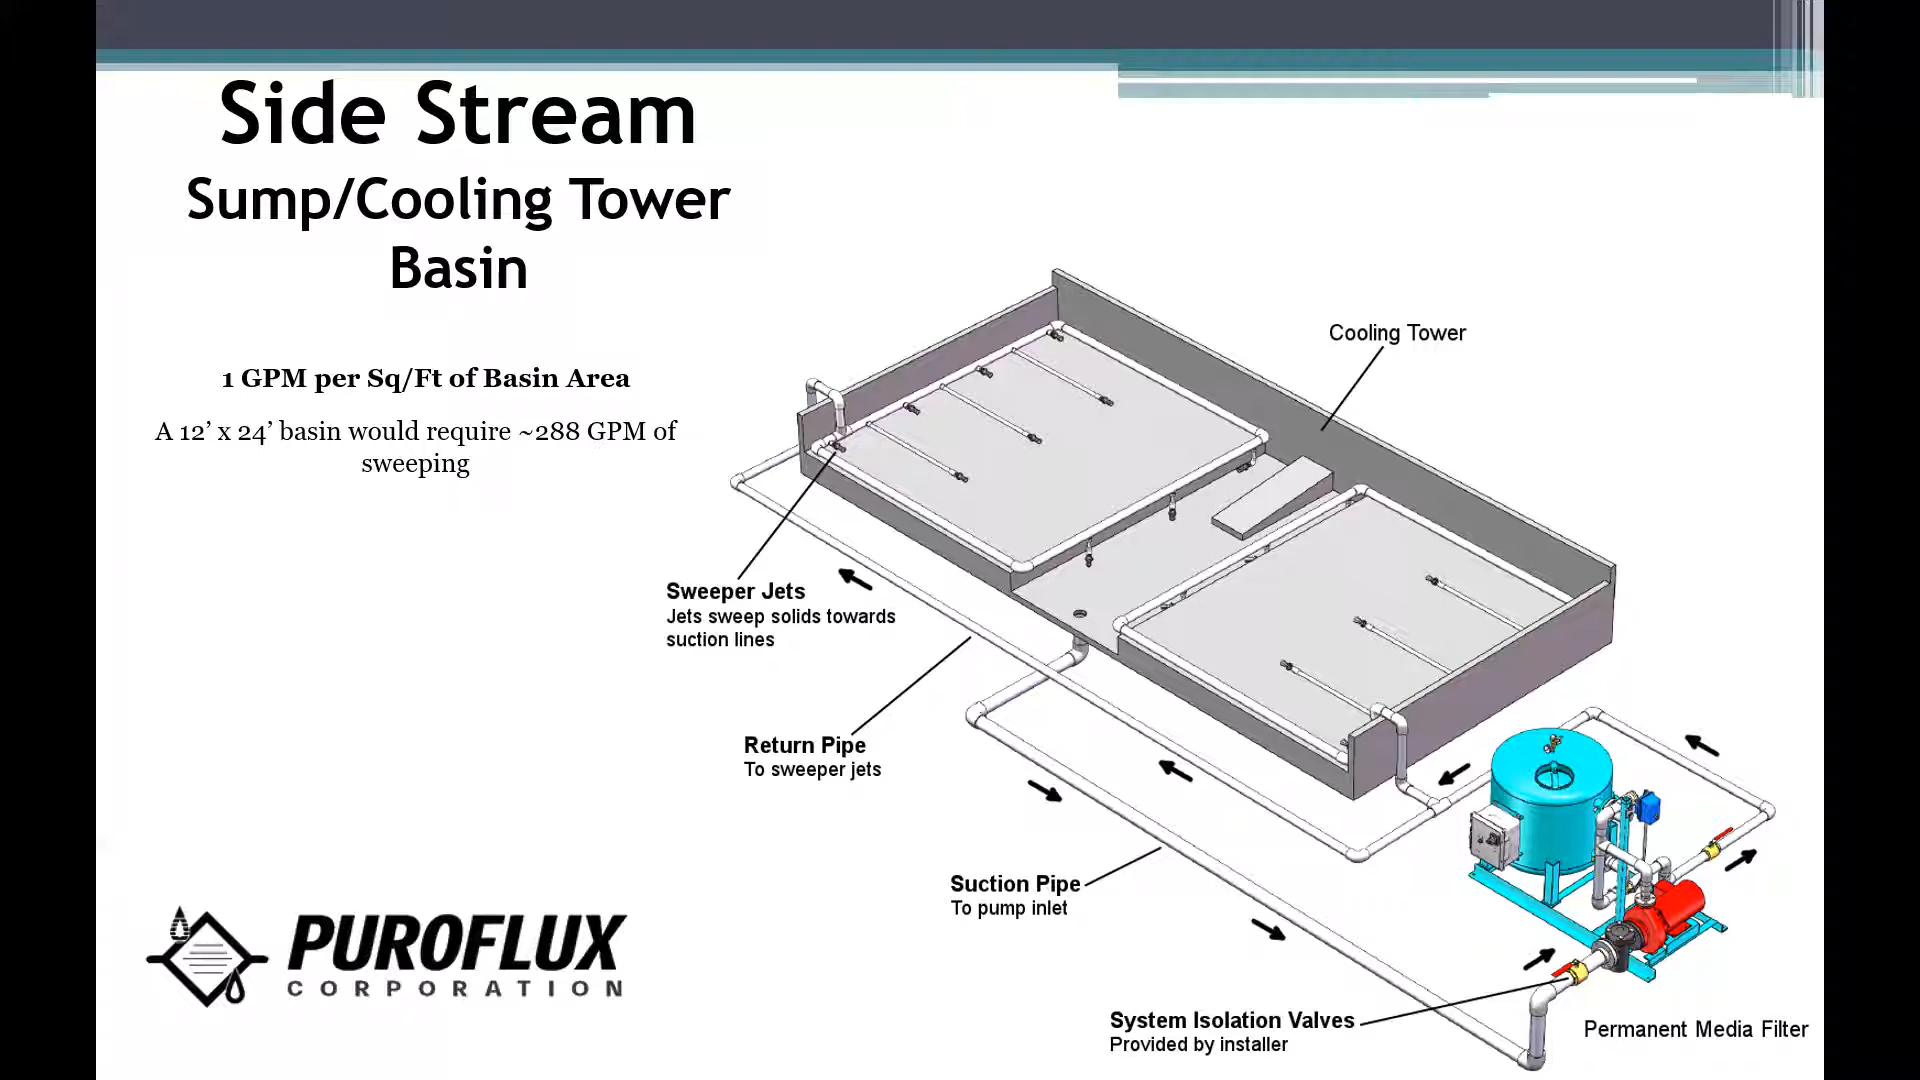 Side Stream
Sump/Cooling Tower
Basin
1 GPM per Sq/Ft of Basin Area
A 12’ x 24’ basin would require ~288 GPM of
sweeping
Cooling Tower
Sweeper Jets
Jets sweep solids towards
suction lines
Return Pipe
To sweeper jets
Suction Pipe
To pump inlet
System Isolation Valves
Provided by installer
Permanent Media Filter
PUROFLUX
CORPORATION